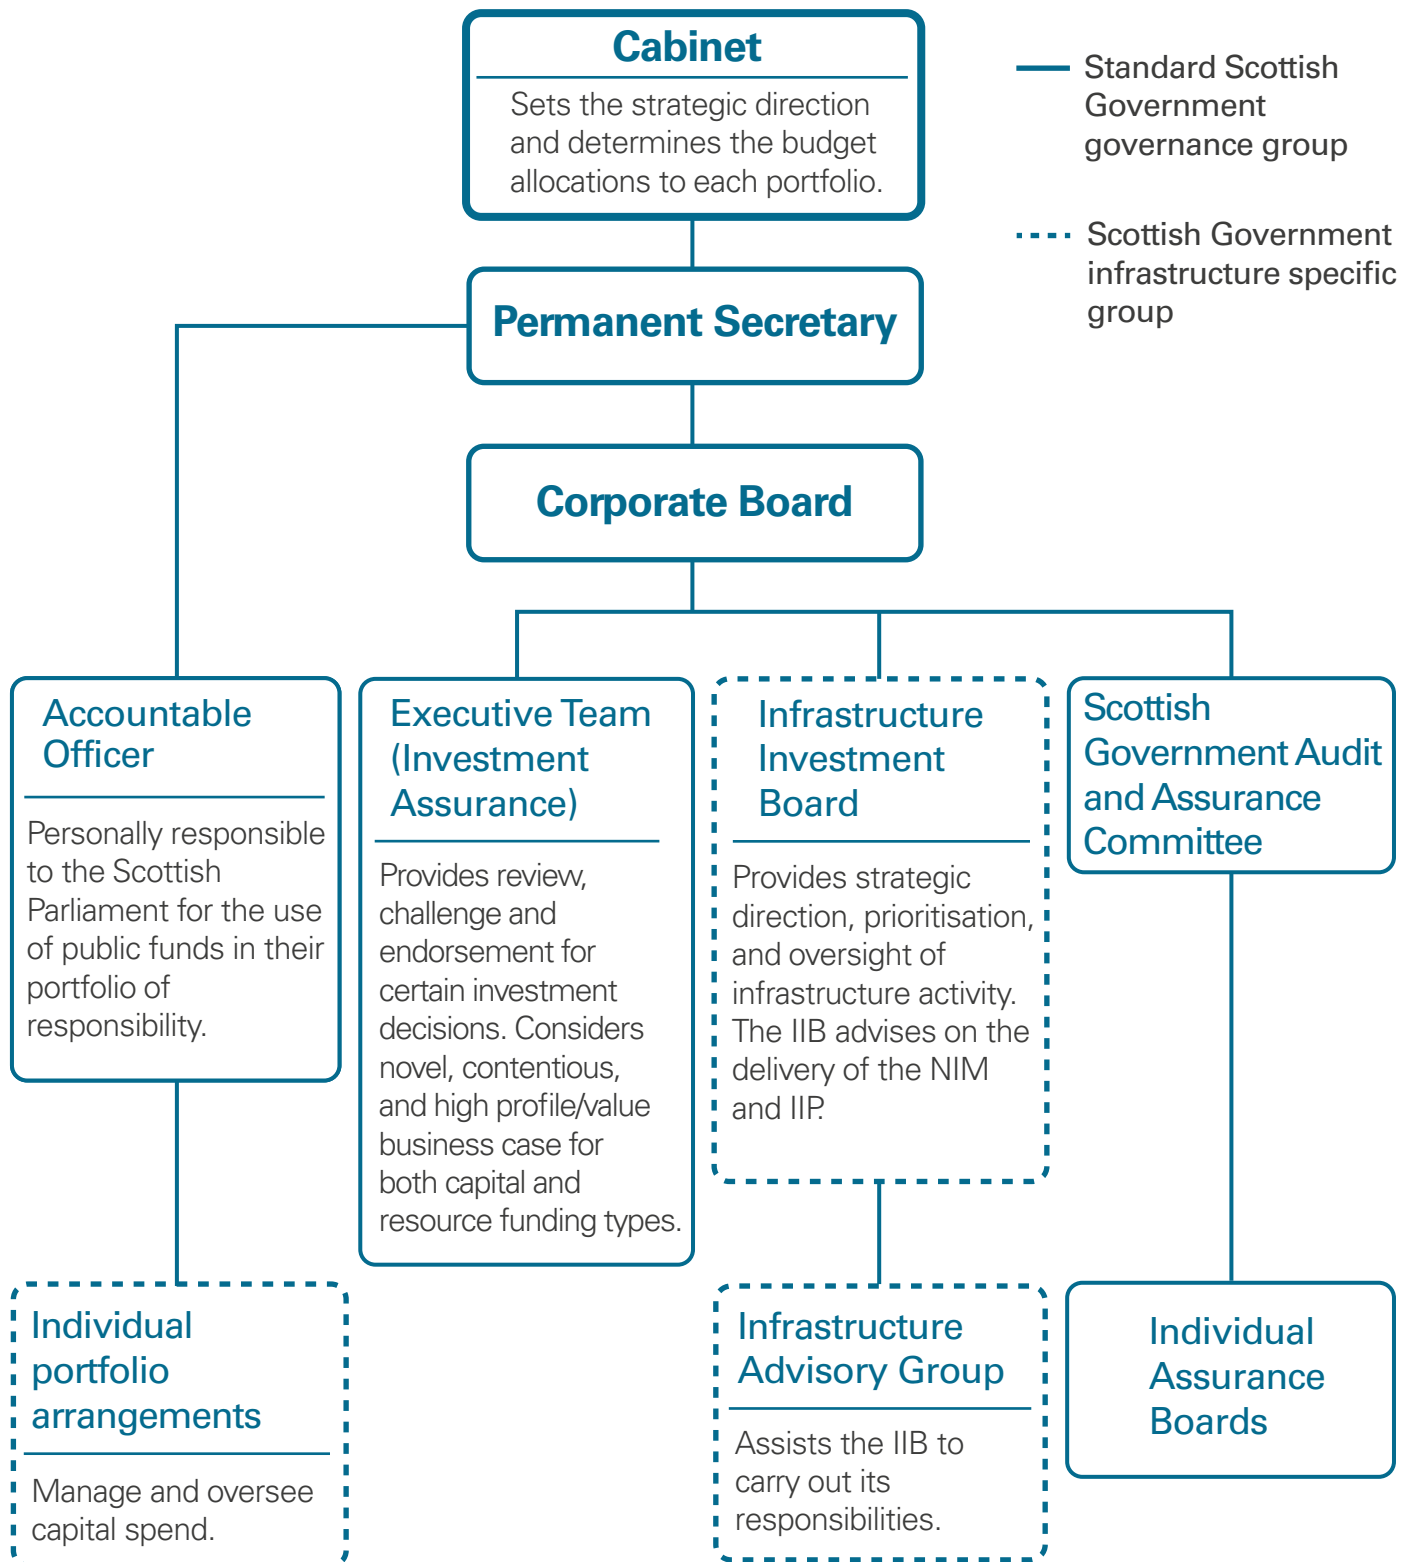 Cabinet
Sets the strategic direction
and determines the budget
allocations to each portfolio.
Standard Scottish
Government
governance group
Scottish Government
infrastructure specific
group
Permanent Secretary
Corporate Board
Accountable
Officer
Personally responsible
to the Scottish
Parliament for the use
of public funds in their
portfolio of
responsibility.
Executive Team
(Investment
Assurance)
Provides review,
challenge and
endorsement for
certain investment
decisions. Considers
novel, contentious,
and high profile/value
business case for
both capital and
resource funding types.
Infrastructure
Investment
Board
Provides strategic
direction, prioritisation,
and oversight of
infrastructure activity.
The IIB advises on the
delivery of the NIM
and IIP.
Scottish
Government Audit
and Assurance
Committee
Individual
portfolio
arrangements
Manage and oversee
capital spend.
Infrastructure
Advisory Group
Assists the IIB to
carry out its
responsibilities.
Individual
Assurance
Boards